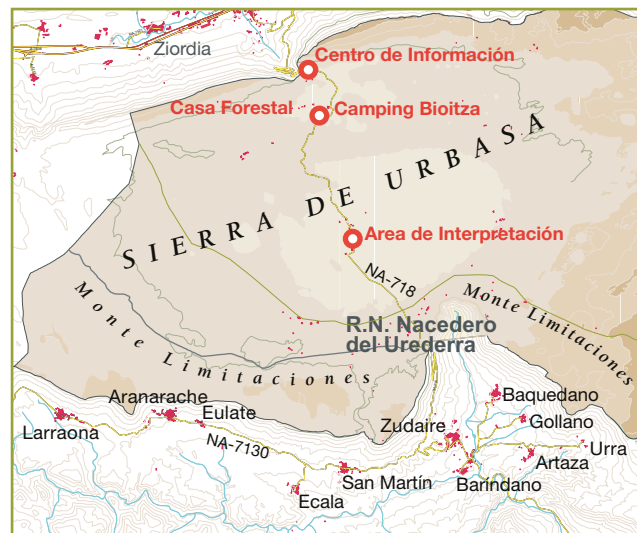 Ziordia
Centro de Información
Casa Forestal
Camping Bioitza
SIERRA DE URBASA
Area de Interpretación
NA-718
Monte Limitaciones
Monte Limitaciones
R.N. Nacedero
del Urederra
Baquedano
Aranarache
Eulate
Gollano
Larraona
Zudaire
Urra
NA-7130
Artaza
San Martín
Barindano
Ecala